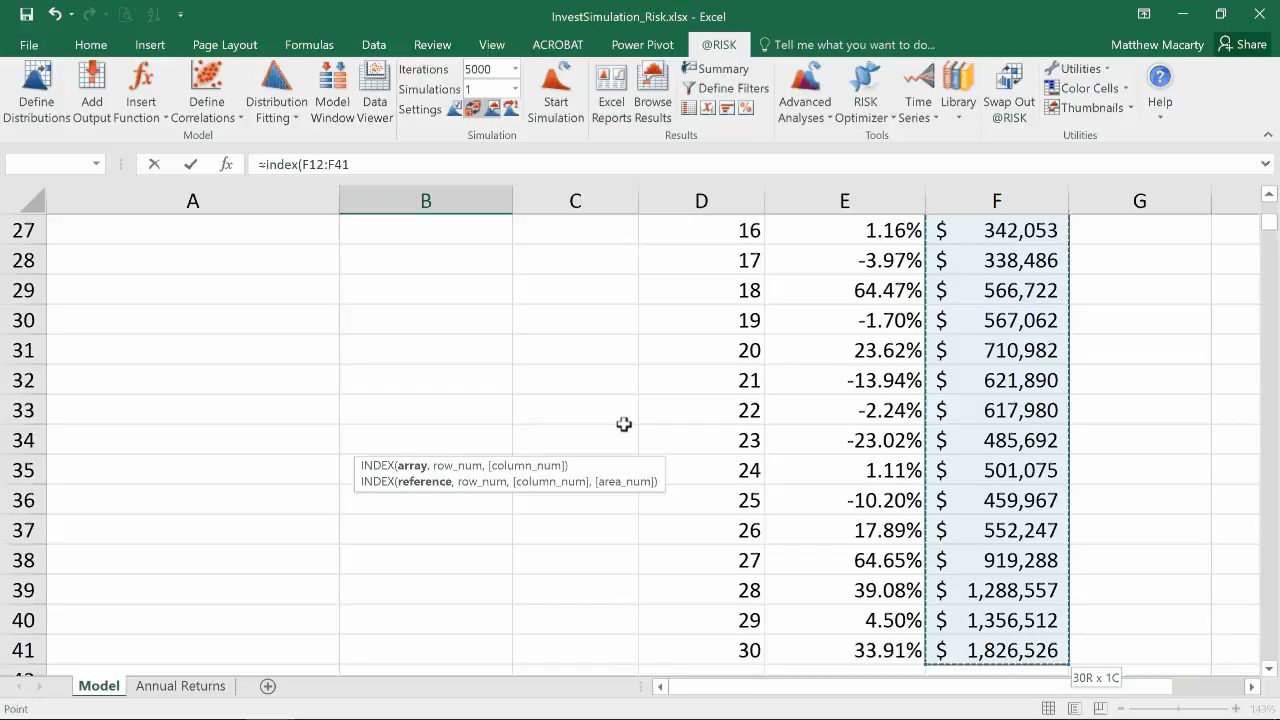 InvestSimulation_Risk.xlsx - Excel
File Home Insert Page Layout Formulas Data Review View ACROBAT Power Pivot @RISK Tell me what you want to do... Matthew Macarty Share
Define Distributions
Add Output
Insert Function
Define Correlations
Distribution Fitting
Model Window
Data Viewer
Model
Iterations 5000
Simulations 1
Settings
Start Simulation
Simulation
Excel Reports
Browse Results
Summary
Define Filters
Results
Advanced Analyses
RISK Optimizer
Time Series
Library
Tools
Swap Out @RISK
Utilities
Color Cells
Thumbnails
Utilities
Help
fx =index(F12:F41
A B C D E F G
27 16 1.16% $ 342,053
28 17 -3.97% $ 338,486
29 18 64.47% $ 566,722
30 19 -1.70% $ 567,062
31 20 23.62% $ 710,982
32 21 -13.94% $ 621,890
33 22 -2.24% $ 617,980
34 23 -23.02% $ 485,692
35 24 1.11% $ 501,075
INDEX(array, row_num, [column_num])
INDEX(reference, row_num, [column_num], [area_num])
36 25 -10.20% $ 459,967
37 26 17.89% $ 552,247
38 27 64.65% $ 919,288
39 28 39.08% $ 1,288,557
40 29 4.50% $ 1,356,512
41 30 33.91% $ 1,826,526
30R x 1C
Model Annual Returns
Point 143%